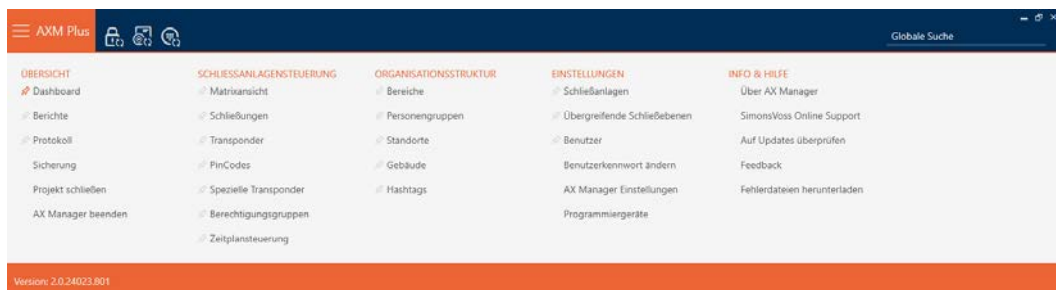 AXM Plus
Globale Suche
ÜBERSICHT
Dashboard
Berichte
Protokoll
Sicherung
Projekt schließen
AX Manager beenden
SCHLIESSANLAGENSTEUERUNG
Matrixansicht
Schließungen
Transponder
PinCodes
Spezielle Transponder
Berechtigungsgruppen
Zeitplansteuerung
ORGANISATIONSSTRUKTUR
Bereiche
Personengruppen
Standorte
Gebäude
Hashtags
EINSTELLUNGEN
Schließanlagen
Übergreifende Schließebenen
Benutzer
Benutzerkennwort ändern
AX Manager Einstellungen
Programmiergeräte
INFO & HILFE
Über AX Manager
SimonsVoss Online Support
Auf Updates überprüfen
Feedback
Fehlerdateien herunterladen
Version: 2.0.24023.801